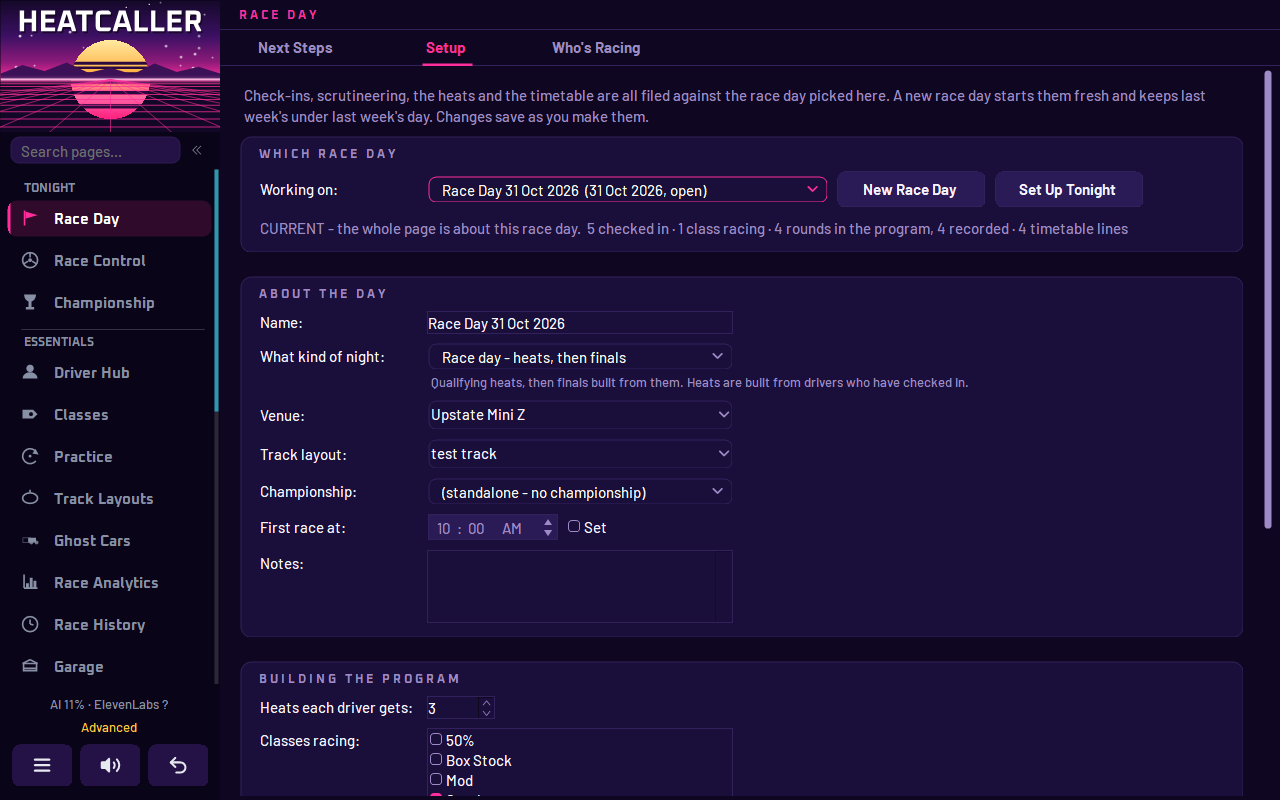 HEATCALLER
RACE DAY
Next Steps
Setup
Who's Racing
Search pages...
TONIGHT
Race Day
Race Control
Championship
ESSENTIALS
Driver Hub
Classes
Practice
Track Layouts
Ghost Cars
Race Analytics
Race History
Garage
AI 11% · ElevenLabs ?
Advanced
Check-ins, scrutineering, the heats and the timetable are all filed against the race day picked here. A new race day starts them fresh and keeps last
week's under last week's day. Changes save as you make them.
WHICH RACE DAY
Working on:
Race Day 31 Oct 2026 (31 Oct 2026, open)
New Race Day
Set Up Tonight
CURRENT - the whole page is about this race day. 5 checked in · 1 class racing · 4 rounds in the program, 4 recorded · 4 timetable lines
ABOUT THE DAY
Name:
Race Day 31 Oct 2026
What kind of night:
Race day - heats, then finals
Qualifying heats, then finals built from them. Heats are built from drivers who have checked in.
Venue:
Upstate Mini Z
Track layout:
test track
Championship:
(standalone - no championship)
First race at:
10 : 00 AM
Set
Notes:
BUILDING THE PROGRAM
Heats each driver gets:
3
Classes racing:
50%
Box Stock
Mod